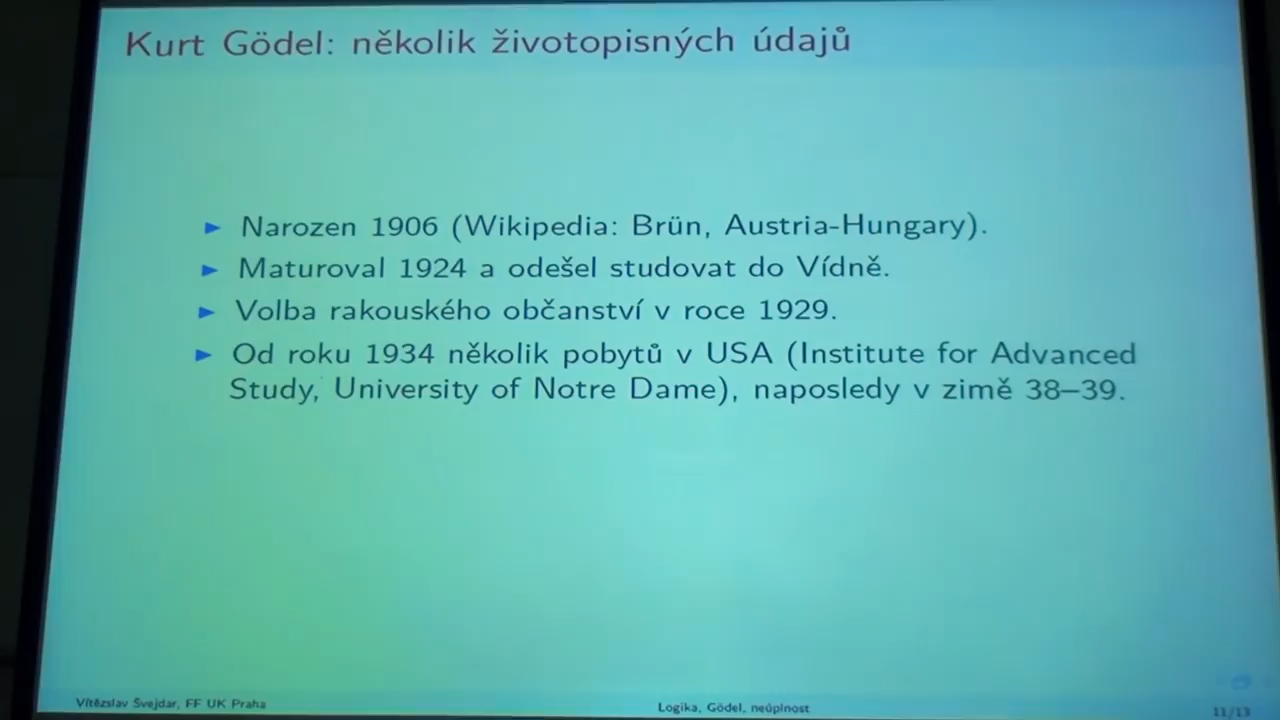 Kurt Gödel: několik životopisných údajů
Narozen 1906 (Wikipedia: Brün, Austria-Hungary).
Maturoval 1924 a odešel studovat do Vídně.
Volba rakouského občanství v roce 1929.
Od roku 1934 několik pobytů v USA (Institute for Advanced
Study, University of Notre Dame), naposledy v zimě 38–39.
Vítězslav Švejdar, FF UK Praha
Logika, Gödel, neúplnost
11/13